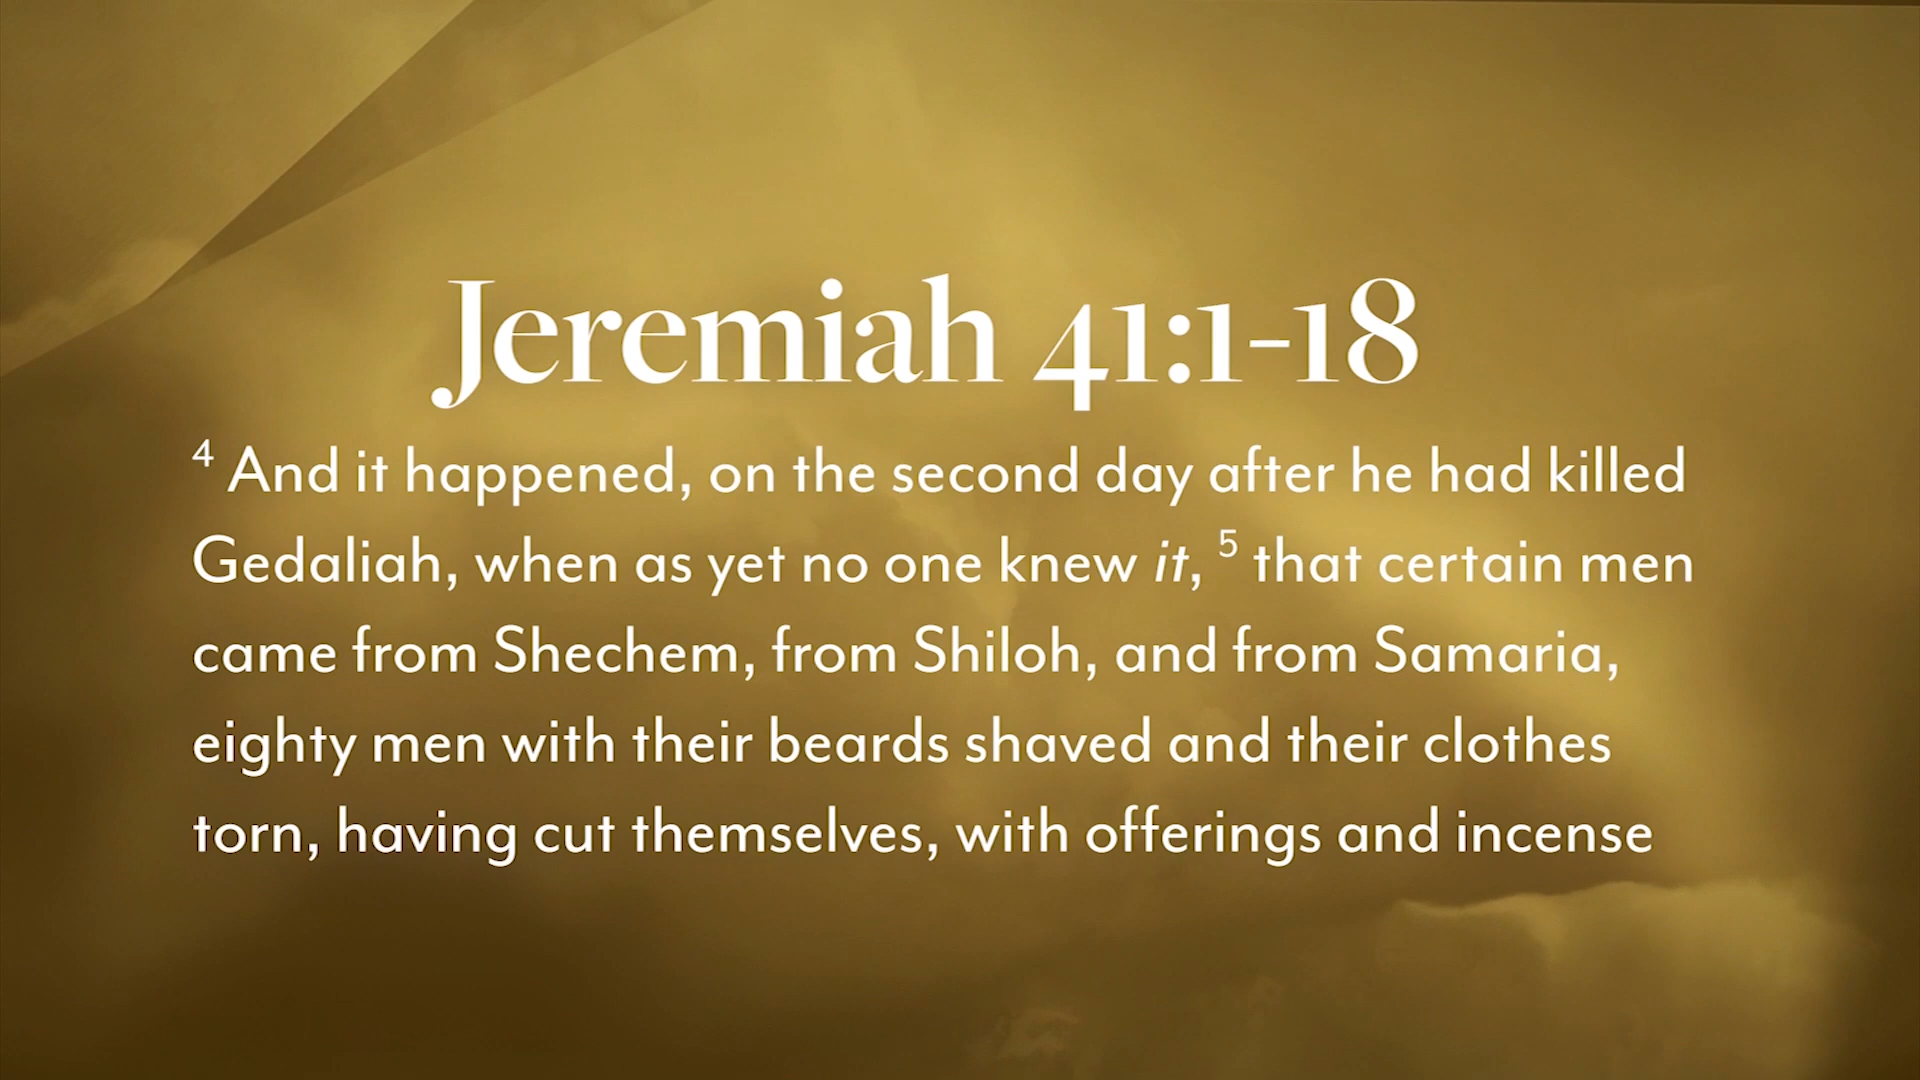 Jeremiah 41:1-18
4 And it happened, on the second day after he had killed
Gedaliah, when as yet no one knew it, 5 that certain men
came from Shechem, from Shiloh, and from Samaria,
eighty men with their beards shaved and their clothes
torn, having cut themselves, with offerings and incense